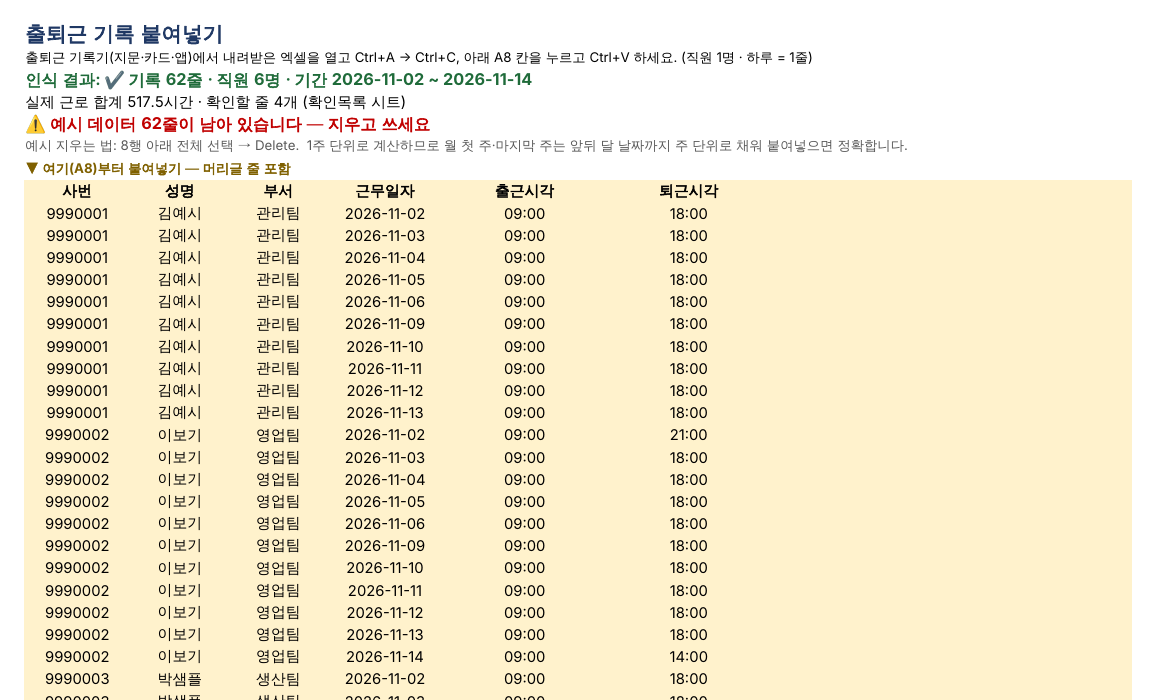 출퇴근 기록 붙여넣기
출퇴근 기록기(지문·카드·앱)에서 내려받은 엑셀을 열고 Ctrl+A → Ctrl+C, 아래 A8 칸을 누르고 Ctrl+V 하세요. (직원 1명 · 하루 = 1줄)
인식 결과: ✔ 기록 62줄 · 직원 6명 · 기간 2026-11-02 ~ 2026-11-14
실제 근로 합계 517.5시간 · 확인할 줄 4개 (확인목록 시트)
⚠ 예시 데이터 62줄이 남아 있습니다 — 지우고 쓰세요
예시 지우는 법: 8행 아래 전체 선택 → Delete.  1주 단위로 계산하므로 월 첫 주·마지막 주는 앞뒤 달 날짜까지 주 단위로 채워 붙여넣으면 정확합니다.
▼ 여기(A8)부터 붙여넣기 — 머리글 줄 포함
사번 성명 부서 근무일자 출근시각 퇴근시각
9990001 김예시 관리팀 2026-11-02 09:00 18:00
9990001 김예시 관리팀 2026-11-03 09:00 18:00
9990001 김예시 관리팀 2026-11-04 09:00 18:00
9990001 김예시 관리팀 2026-11-05 09:00 18:00
9990001 김예시 관리팀 2026-11-06 09:00 18:00
9990001 김예시 관리팀 2026-11-09 09:00 18:00
9990001 김예시 관리팀 2026-11-10 09:00 18:00
9990001 김예시 관리팀 2026-11-11 09:00 18:00
9990001 김예시 관리팀 2026-11-12 09:00 18:00
9990001 김예시 관리팀 2026-11-13 09:00 18:00
9990002 이보기 영업팀 2026-11-02 09:00 21:00
9990002 이보기 영업팀 2026-11-03 09:00 18:00
9990002 이보기 영업팀 2026-11-04 09:00 18:00
9990002 이보기 영업팀 2026-11-05 09:00 18:00
9990002 이보기 영업팀 2026-11-06 09:00 18:00
9990002 이보기 영업팀 2026-11-09 09:00 18:00
9990002 이보기 영업팀 2026-11-10 09:00 18:00
9990002 이보기 영업팀 2026-11-11 09:00 18:00
9990002 이보기 영업팀 2026-11-12 09:00 18:00
9990002 이보기 영업팀 2026-11-13 09:00 18:00
9990002 이보기 영업팀 2026-11-14 09:00 14:00
9990003 박샘플 생산팀 2026-11-02 09:00 18:00